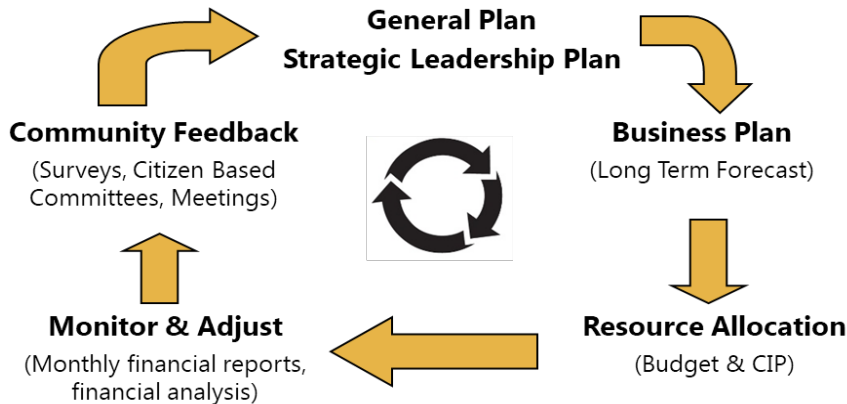 General Plan
Strategic Leadership Plan
Community Feedback
(Surveys, Citizen Based
Committees, Meetings)
Business Plan
(Long Term Forecast)
Monitor & Adjust
(Monthly financial reports,
financial analysis)
Resource Allocation
(Budget & CIP)